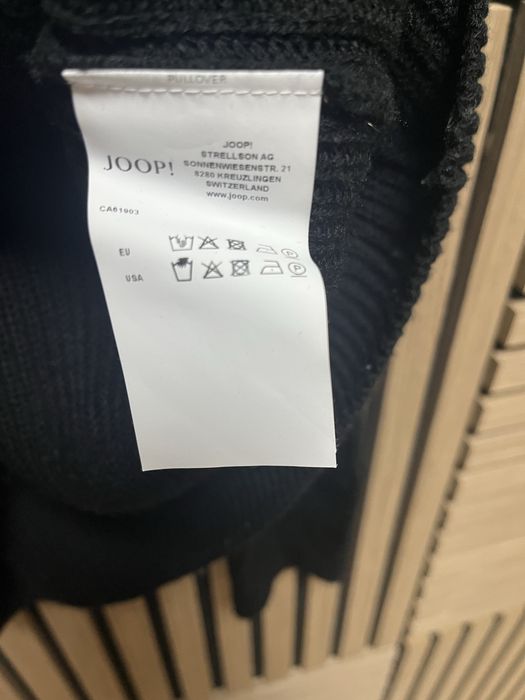 PULLOVER
JOOP!
STRELLSON AG
SONNENWIESENSTR. 21
8280 KREUZLINGEN
SWITZERLAND
www.joop.com
JOOP!
CA61903
EU
USA
P
P